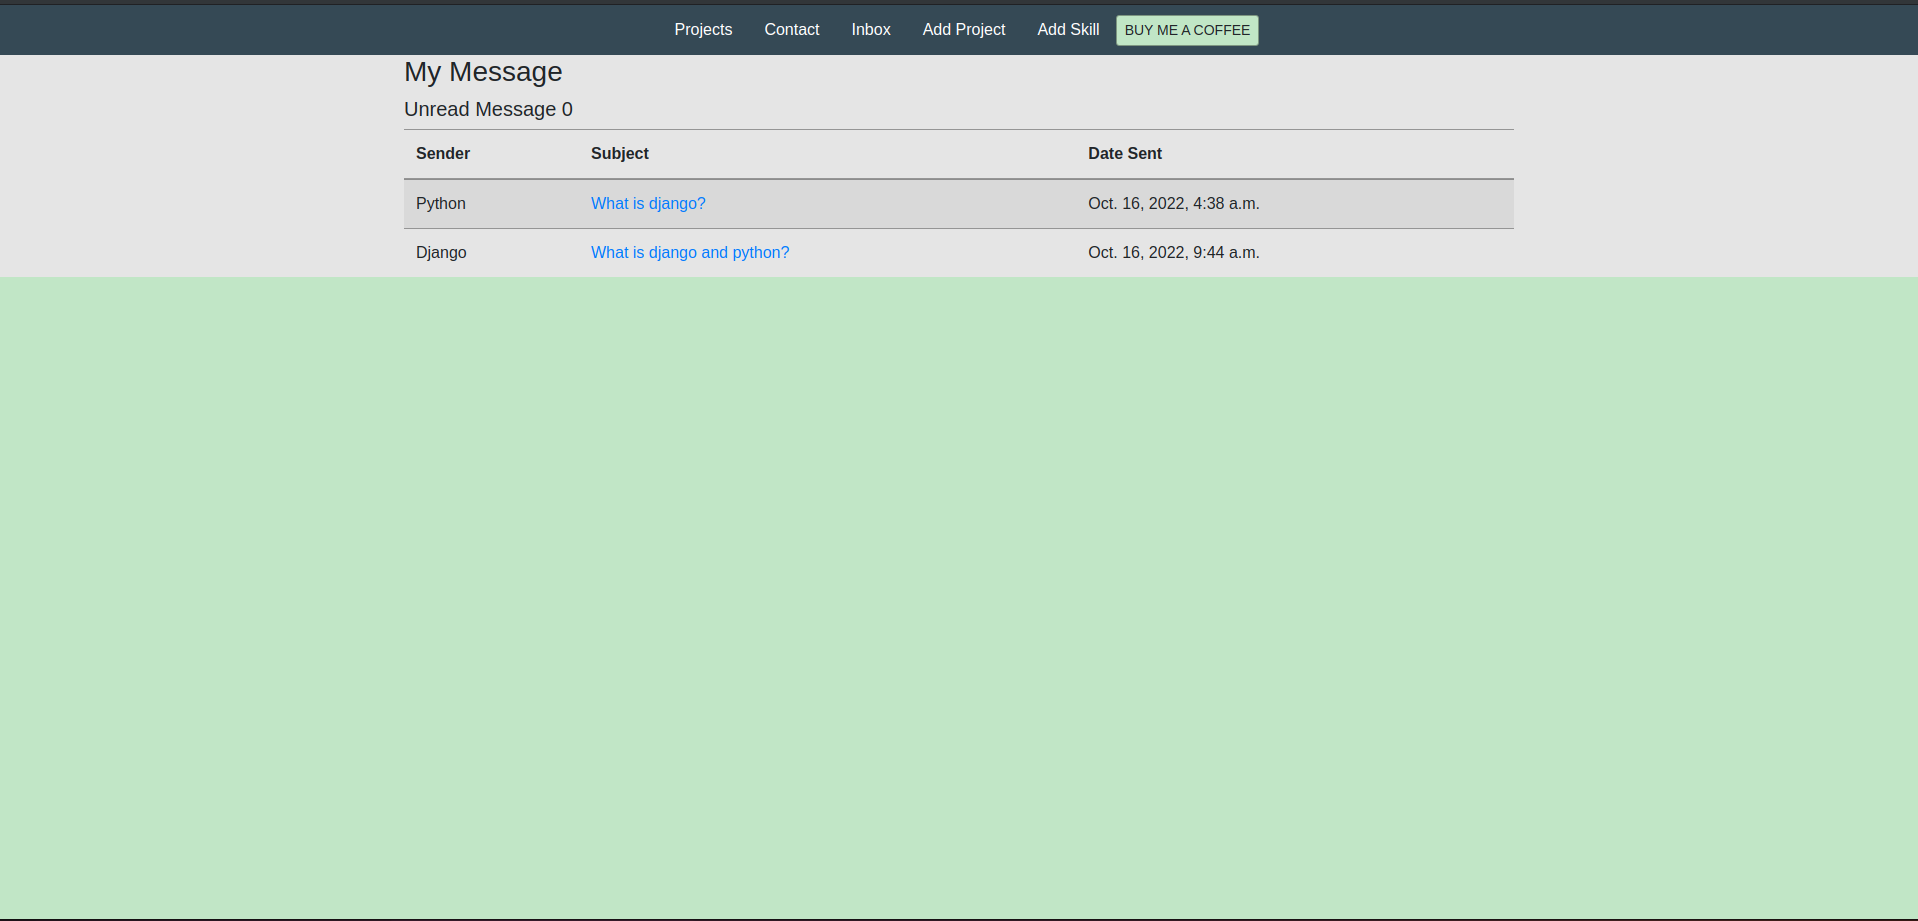 Projects Contact Inbox Add Project Add Skill BUY ME A COFFEE
My Message
Unread Message 0
Sender Subject Date Sent
Python What is django? Oct. 16, 2022, 4:38 a.m.
Django What is django and python? Oct. 16, 2022, 9:44 a.m.